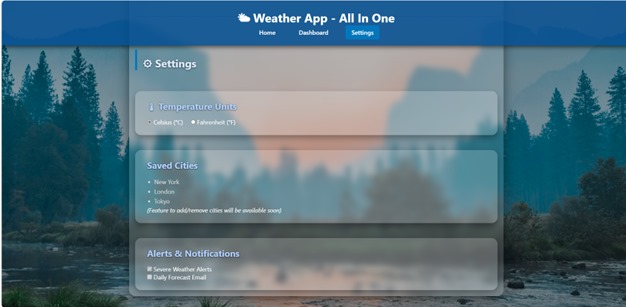 Weather App - All In One
Home Dashboard Settings
Settings
Temperature Units
Celsius (°C) Fahrenheit (°F)
Saved Cities
New York
London
Tokyo
(Feature to add/remove cities will be available soon)
Alerts & Notifications
Severe Weather Alerts
Daily Forecast Email